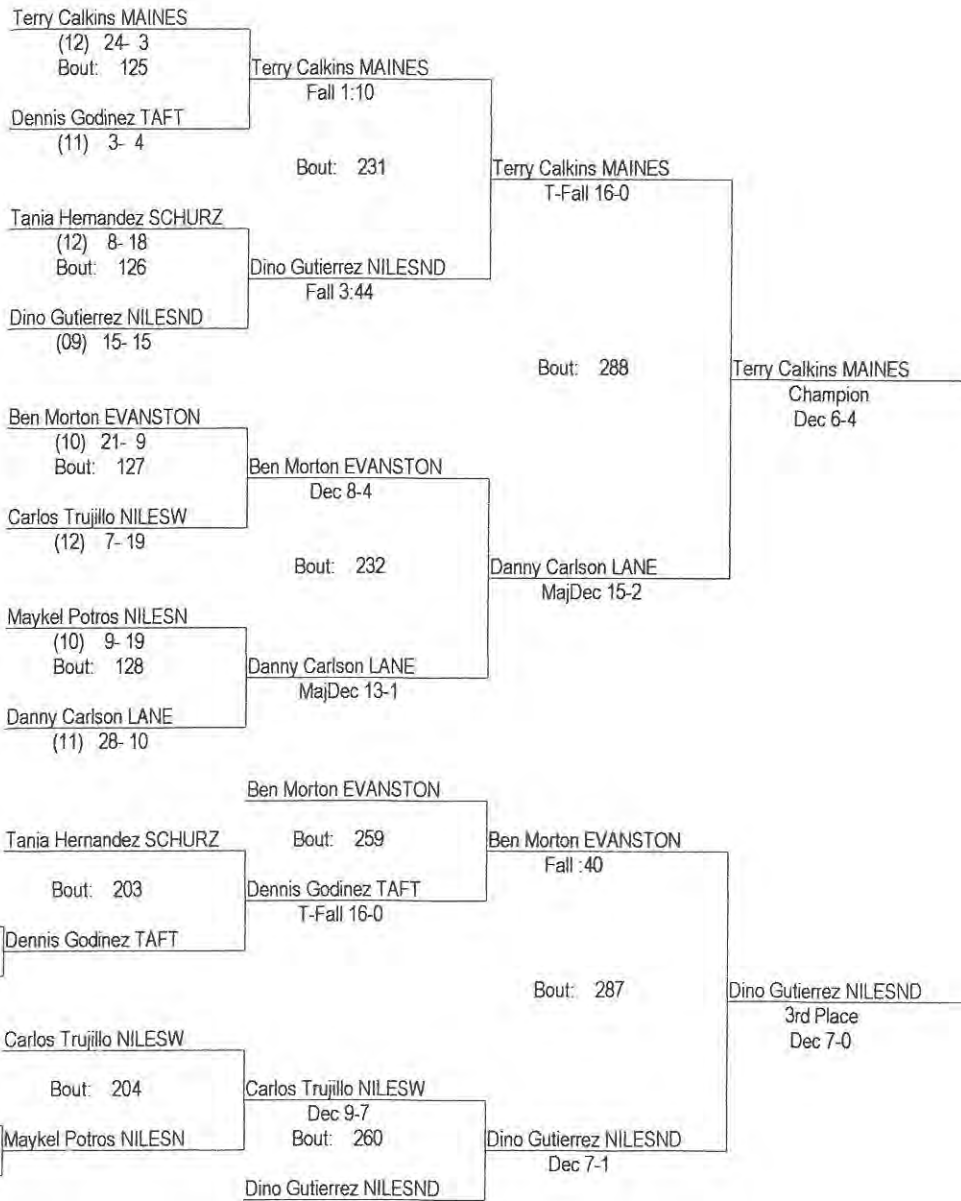 Terry Calkins MAINES
(12) 24- 3
Bout: 125
Terry Calkins MAINES
Fall 1:10
Dennis Godinez TAFT
(11) 3- 4
Bout: 231
Terry Calkins MAINES
T-Fall 16-0
Tania Hernandez SCHURZ
(12) 8- 18
Bout: 126
Dino Gutierrez NILESND
Fall 3:44
Dino Gutierrez NILESND
(09) 15- 15
Bout: 288
Terry Calkins MAINES
Champion
Dec 6-4
Ben Morton EVANSTON
(10) 21- 9
Bout: 127
Ben Morton EVANSTON
Dec 8-4
Carlos Trujillo NILESW
(12) 7- 19
Bout: 232
Danny Carlson LANE
MajDec 15-2
Maykel Potros NILESN
(10) 9- 19
Bout: 128
Danny Carlson LANE
MajDec 13-1
Danny Carlson LANE
(11) 28- 10
Ben Morton EVANSTON
Tania Hernandez SCHURZ
Bout: 259
Ben Morton EVANSTON
Fall :40
Bout: 203
Dennis Godinez TAFT
T-Fall 16-0
Dennis Godinez TAFT
Bout: 287
Dino Gutierrez NILESND
3rd Place
Dec 7-0
Carlos Trujillo NILESW
Bout: 204
Carlos Trujillo NILESW
Dec 9-7
Maykel Potros NILESN
Bout: 260
Dino Gutierrez NILESND
Dec 7-1
Dino Gutierrez NILESND